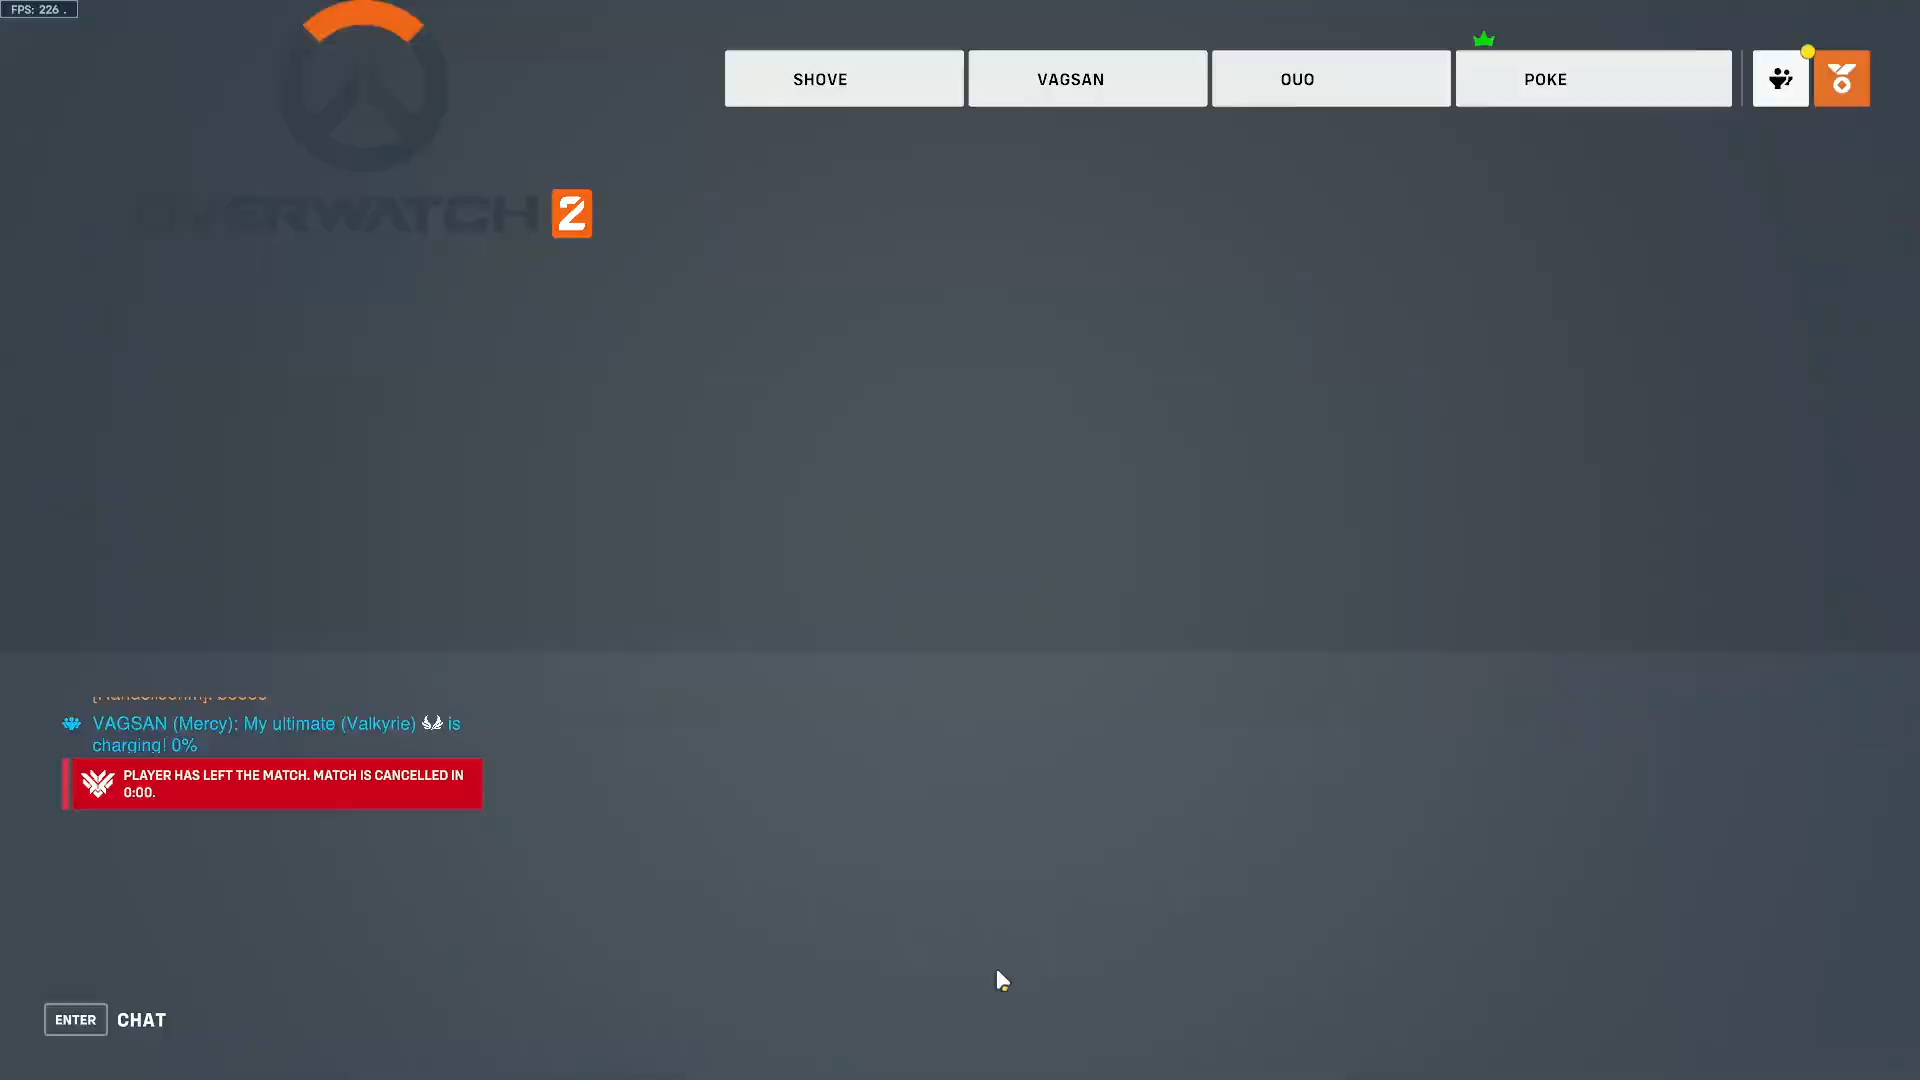 FPS: 226 .
SHOVE
VAGSAN
OUO
POKE
OVERWATCH 2
VAGSAN (Mercy): My ultimate (Valkyrie) is
charging! 0%
PLAYER HAS LEFT THE MATCH. MATCH IS CANCELLED IN
0:00.
ENTER CHAT